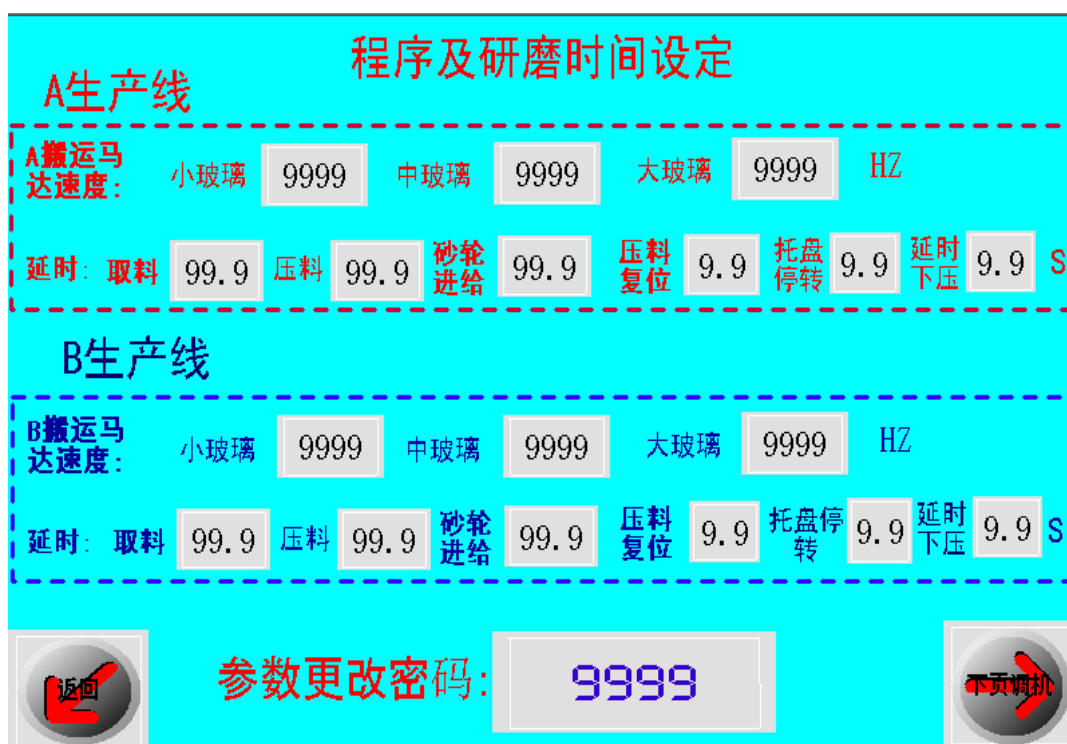 程序及研磨时间设定
A生产线
A搬运马达速度: 小玻璃 9999 中玻璃 9999 大玻璃 9999 HZ
延时: 取料 99.9 压料 99.9 砂轮进给 99.9 压料复位 9.9 托盘停转 9.9 延时下压 9.9 S
B生产线
B搬运马达速度: 小玻璃 9999 中玻璃 9999 大玻璃 9999 HZ
延时: 取料 99.9 压料 99.9 砂轮进给 99.9 压料复位 9.9 托盘停转 9.9 延时下压 9.9 S
返回 参数更改密码: 9999 下页调机